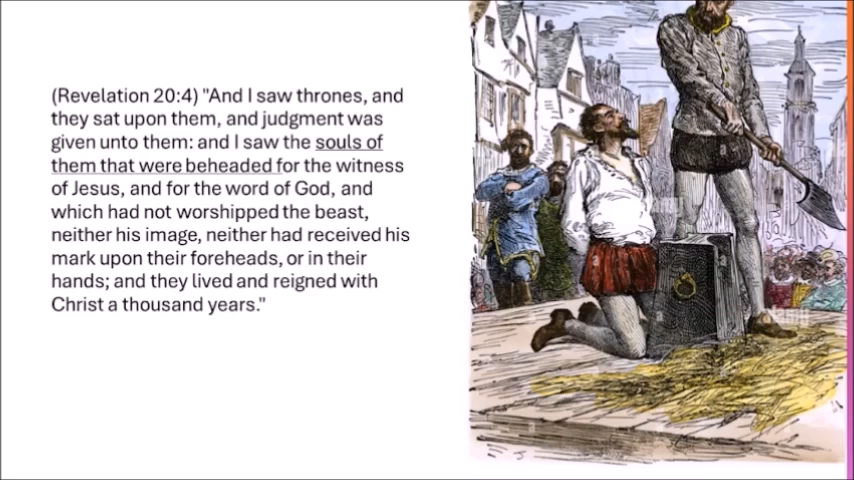 (Revelation 20:4) "And I saw thrones, and
they sat upon them, and judgment was
given unto them: and I saw the souls of
them that were beheaded for the witness
of Jesus, and for the word of God, and
which had not worshipped the beast,
neither his image, neither had received his
mark upon their foreheads, or in their
hands; and they lived and reigned with
Christ a thousand years."